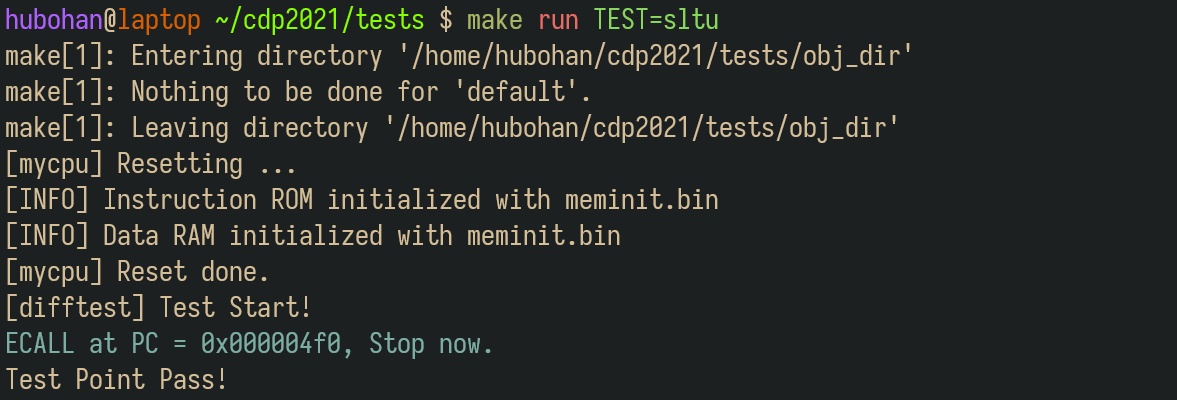 hubohan@laptop ~/cdp2021/tests $ make run TEST=sltu
make[1]: Entering directory '/home/hubohan/cdp2021/tests/obj_dir'
make[1]: Nothing to be done for 'default'.
make[1]: Leaving directory '/home/hubohan/cdp2021/tests/obj_dir'
[mycpu] Resetting ...
[INFO] Instruction ROM initialized with meminit.bin
[INFO] Data RAM initialized with meminit.bin
[mycpu] Reset done.
[difftest] Test Start!
ECALL at PC = 0x000004f0, Stop now.
Test Point Pass!